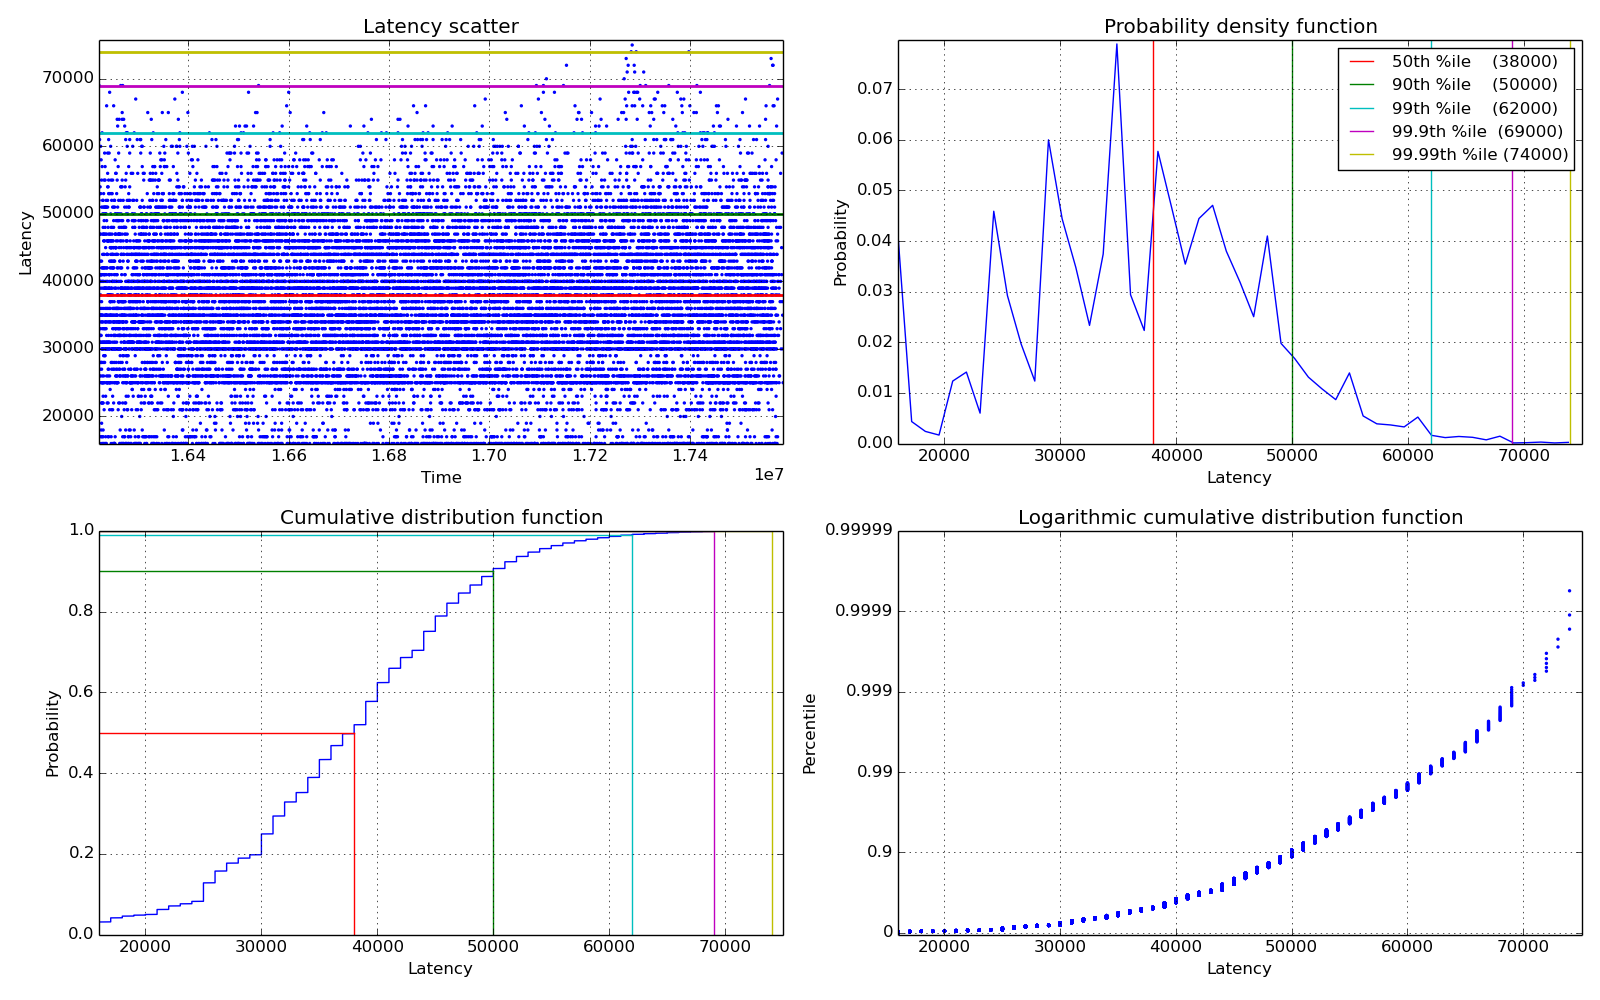 Latency scatter
70000
60000
50000
40000
30000
20000
Latency
1.64 1.66 1.68 1.70 1.72 1.74
1e7
Time
Probability density function
50th %ile (38000)
90th %ile (50000)
99th %ile (62000)
99.9th %ile (69000)
99.99th %ile (74000)
0.07
0.06
0.05
0.04
0.03
0.02
0.01
0.00
Probability
20000 30000 40000 50000 60000 70000
Latency
Cumulative distribution function
1.0
0.8
0.6
0.4
0.2
0.0
Probability
20000 30000 40000 50000 60000 70000
Latency
Logarithmic cumulative distribution function
0.99999
0.9999
0.999
0.99
0.9
0
Percentile
20000 30000 40000 50000 60000 70000
Latency